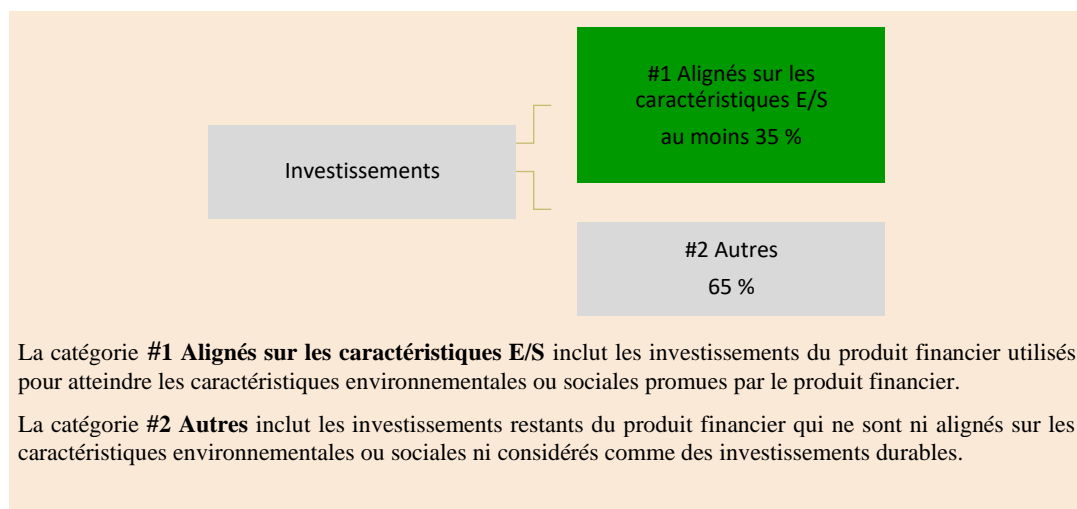 #1 Alignés sur les
caractéristiques E/S
au moins 35 %
Investissements
#2 Autres
65 %
La catégorie #1 Alignés sur les caractéristiques E/S inclut les investissements du produit financier utilisés
pour atteindre les caractéristiques environnementales ou sociales promues par le produit financier.
La catégorie #2 Autres inclut les investissements restants du produit financier qui ne sont ni alignés sur les
caractéristiques environnementales ou sociales ni considérés comme des investissements durables.